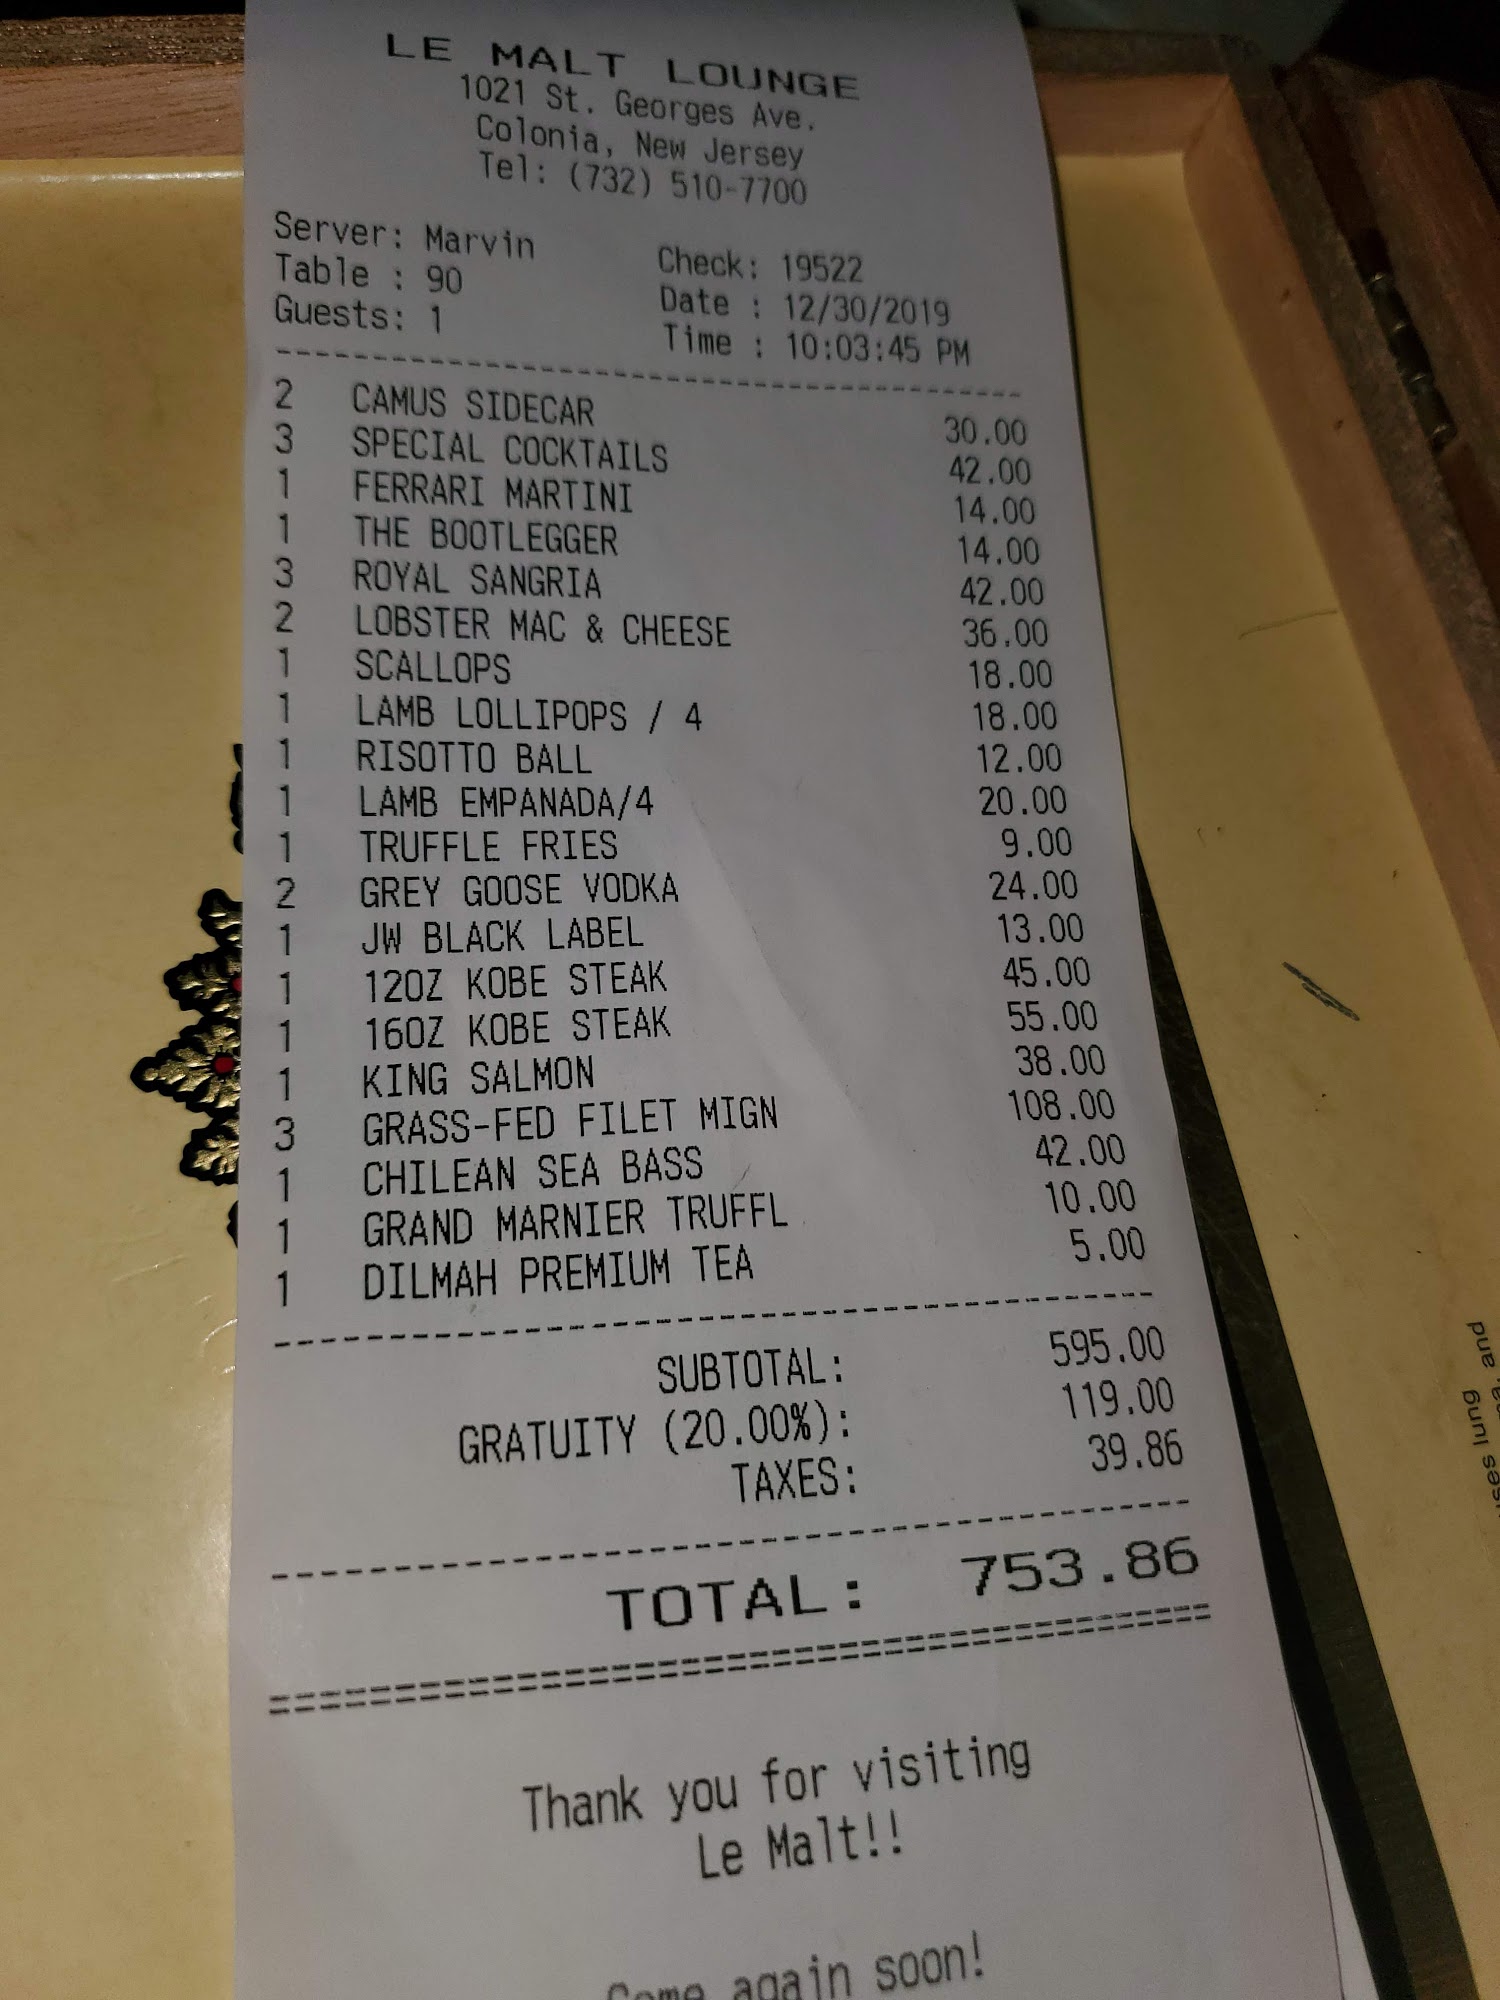 LE MALT LOUNGE
1021 St. Georges Ave.
Colonia, New Jersey
Tel: (732) 510-7700
Server: Marvin
Table : 90
Guests: 1
Check: 19522
Date : 12/30/2019
Time : 10:03:45 PM
2 CAMUS SIDECAR 30.00
3 SPECIAL COCKTAILS 42.00
1 FERRARI MARTINI 14.00
1 THE BOOTLEGGER 14.00
3 ROYAL SANGRIA 42.00
2 LOBSTER MAC & CHEESE 36.00
1 SCALLOPS 18.00
1 LAMB LOLLIPOPS / 4 18.00
1 RISOTTO BALL 12.00
1 LAMB EMPANADA/4 20.00
1 TRUFFLE FRIES 9.00
2 GREY GOOSE VODKA 24.00
1 JW BLACK LABEL 13.00
1 12OZ KOBE STEAK 45.00
1 16OZ KOBE STEAK 55.00
1 KING SALMON 38.00
3 GRASS-FED FILET MIGN 108.00
1 CHILEAN SEA BASS 42.00
1 GRAND MARNIER TRUFFL 10.00
1 DILMAH PREMIUM TEA 5.00
SUBTOTAL: 595.00
GRATUITY (20.00%): 119.00
TAXES: 39.86
TOTAL: 753.86
Thank you for visiting
Le Malt!!
Come again soon!
lung and